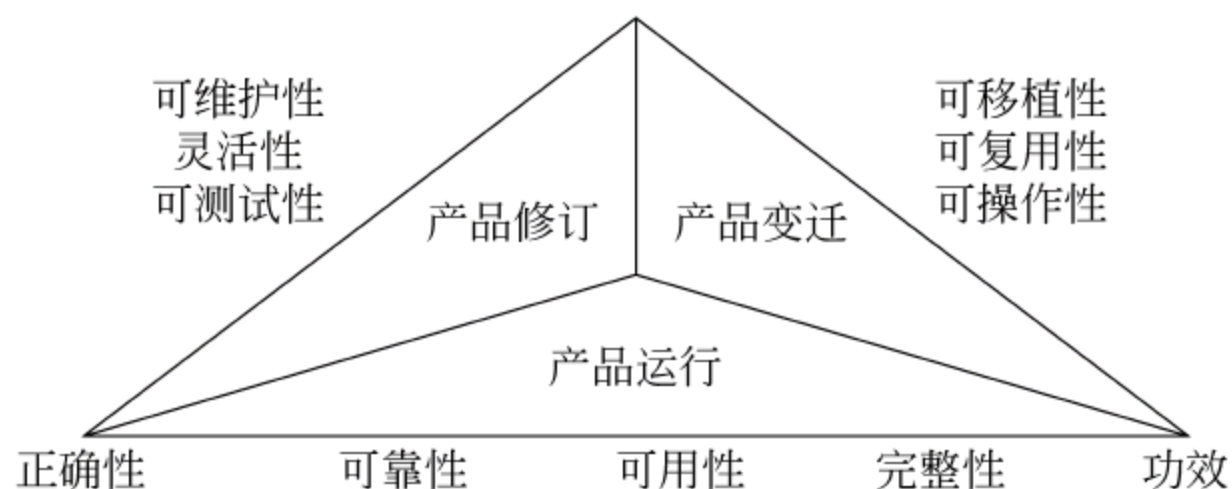 可维护性
灵活性
可测试性
可移植性
可复用性
可操作性
产品修订
产品变迁
产品运行
正确性 可靠性 可用性 完整性 功效